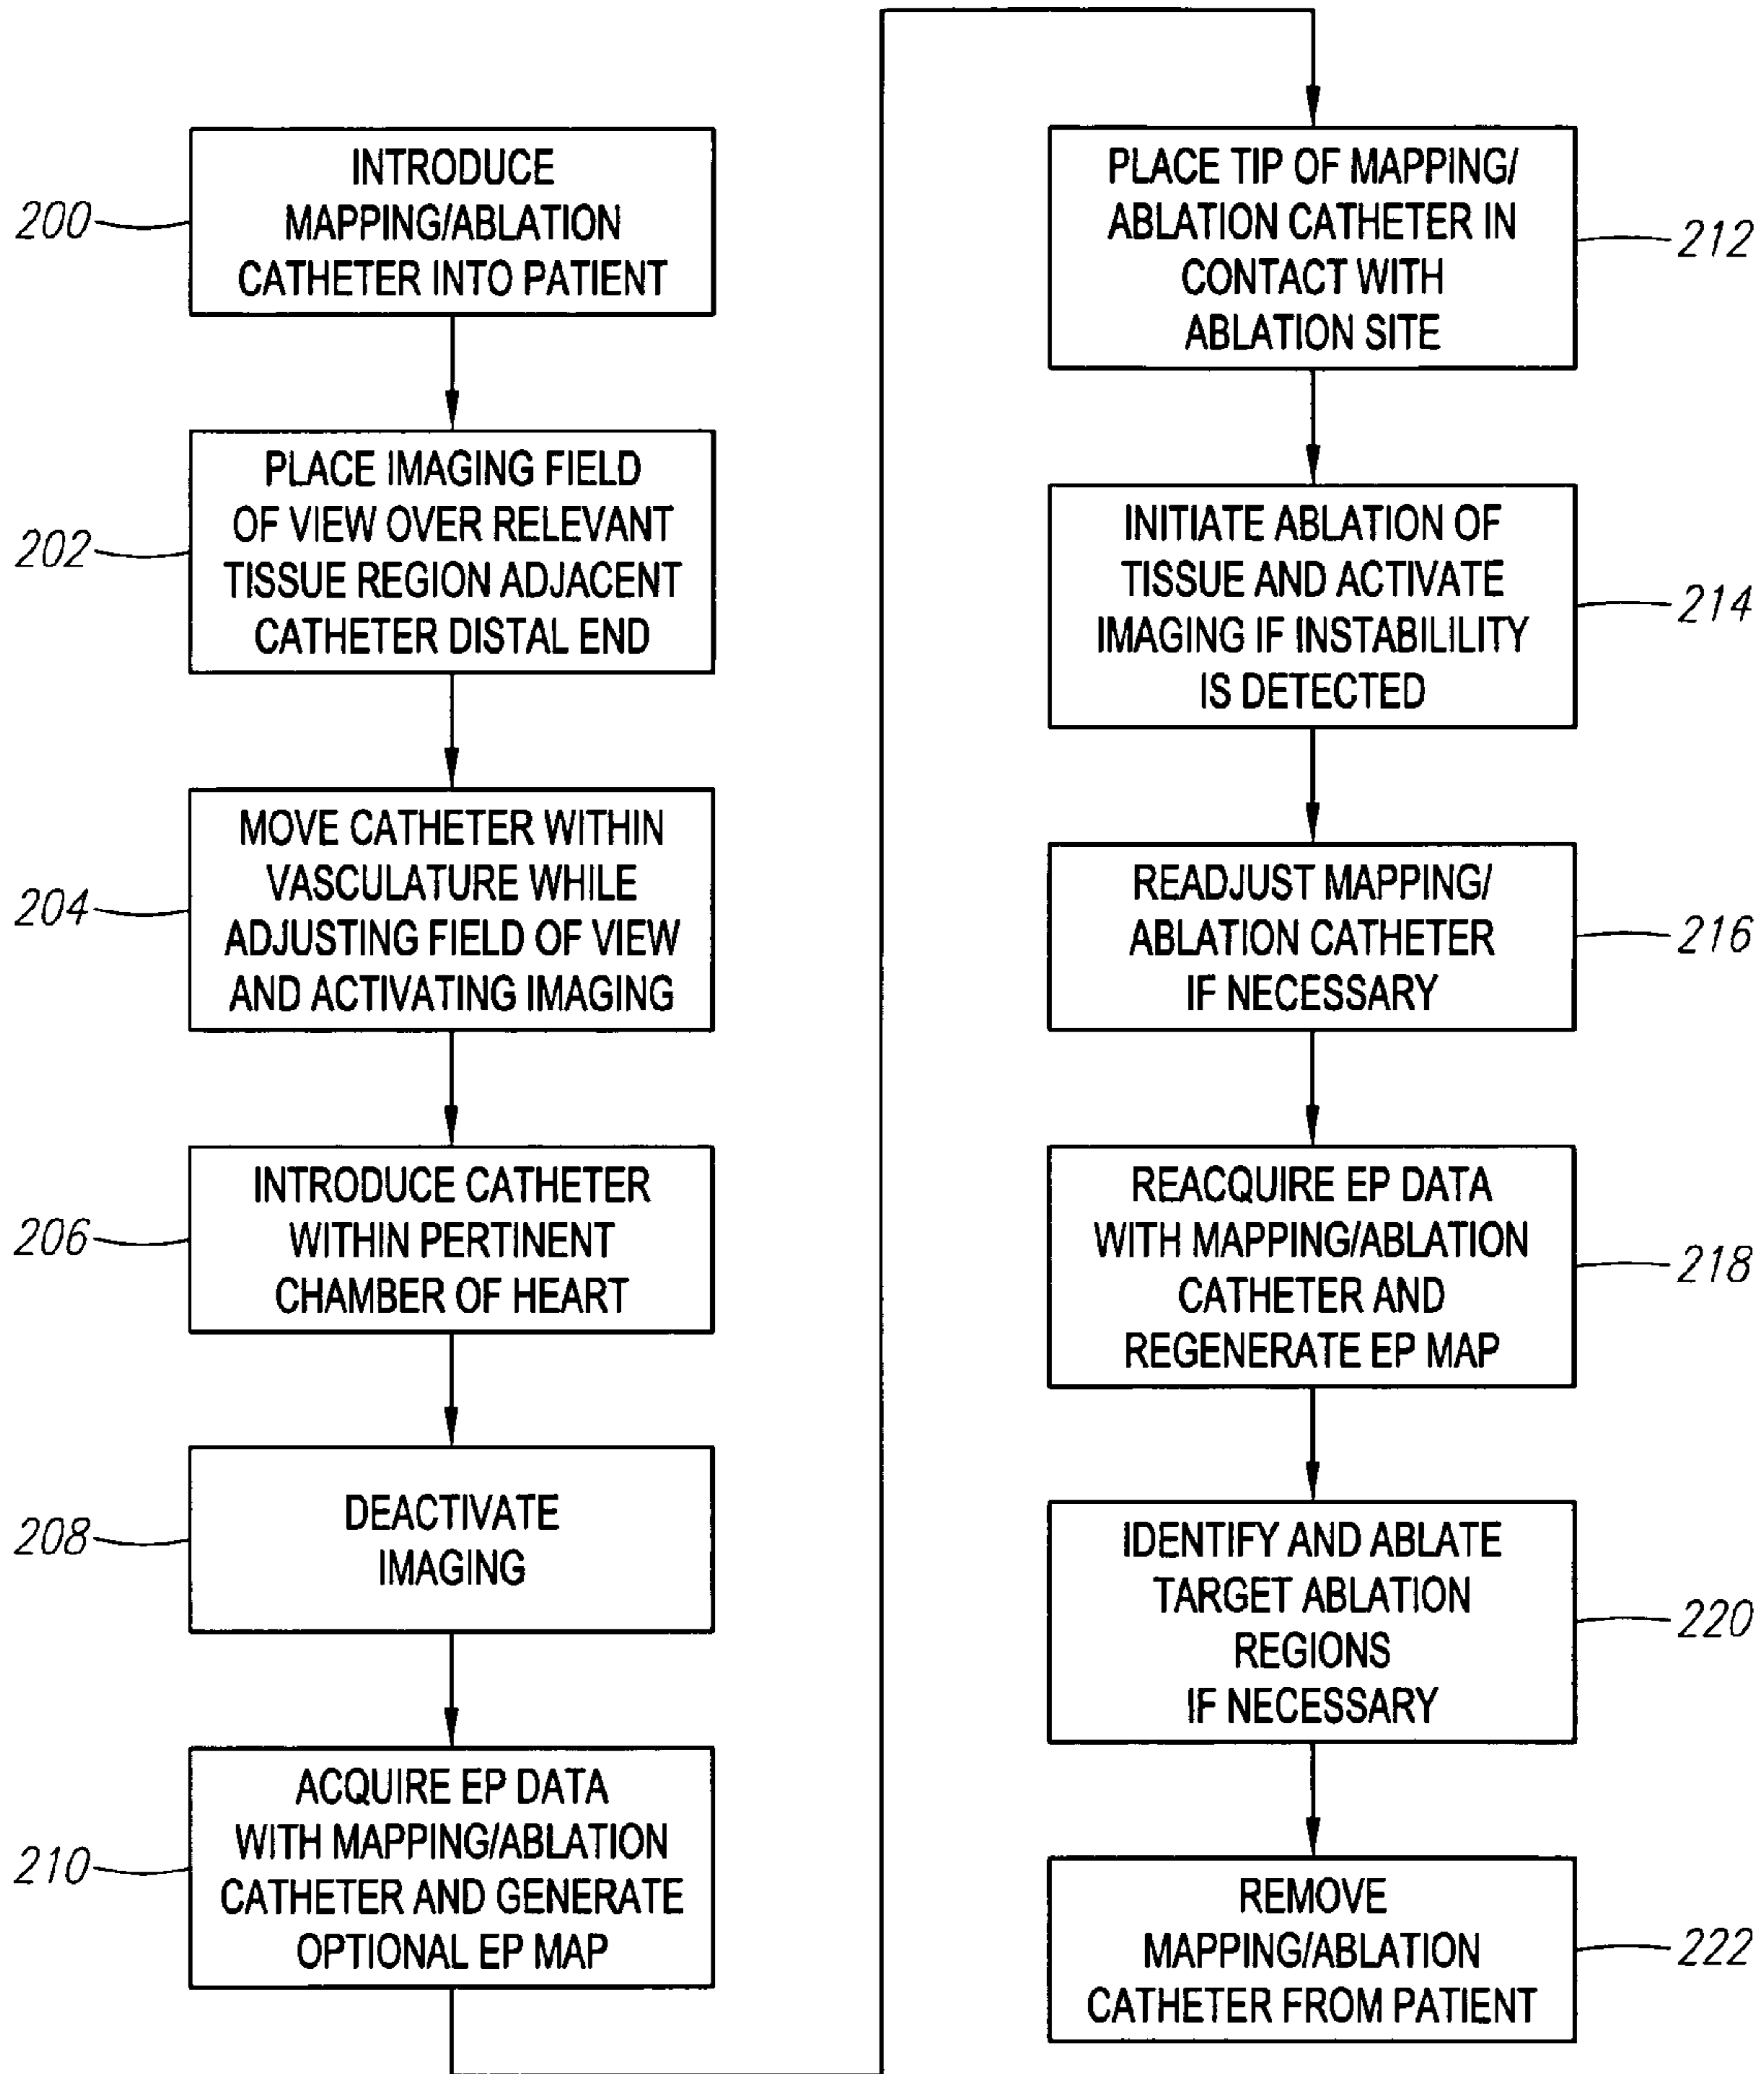 200
INTRODUCE
MAPPING/ABLATION
CATHETER INTO PATIENT
202
PLACE IMAGING FIELD
OF VIEW OVER RELEVANT
TISSUE REGION ADJACENT
CATHETER DISTAL END
204
MOVE CATHETER WITHIN
VASCULATURE WHILE
ADJUSTING FIELD OF VIEW
AND ACTIVATING IMAGING
206
INTRODUCE CATHETER
WITHIN PERTINENT
CHAMBER OF HEART
208
DEACTIVATE
IMAGING
210
ACQUIRE EP DATA
WITH MAPPING/ABLATION
CATHETER AND GENERATE
OPTIONAL EP MAP
PLACE TIP OF MAPPING/
ABLATION CATHETER IN
CONTACT WITH
ABLATION SITE
212
INITIATE ABLATION OF
TISSUE AND ACTIVATE
IMAGING IF INSTABILILITY
IS DETECTED
214
READJUST MAPPING/
ABLATION CATHETER
IF NECESSARY
216
REACQUIRE EP DATA
WITH MAPPING/ABLATION
CATHETER AND
REGENERATE EP MAP
218
IDENTIFY AND ABLATE
TARGET ABLATION
REGIONS
IF NECESSARY
220
REMOVE
MAPPING/ABLATION
CATHETER FROM PATIENT
222